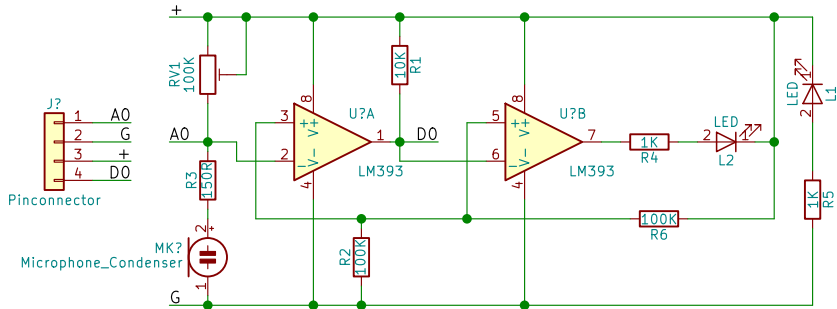 +
RV1
100K
10K
R1
8
U?A
3
+
V+
-
V-
2
1
D0
4
LM393
8
U?B
5
+
V+
-
V-
6
7
4
LM393
1K
R4
LED
2
1
L2
LED
1
2
L1
1K
R5
J?
1
A0
2
G
3
+
4
D0
Pinconnector
A0
R3
150R
MK?
Microphone_Condenser
2
+
1
R2
100K
100K
R6
G